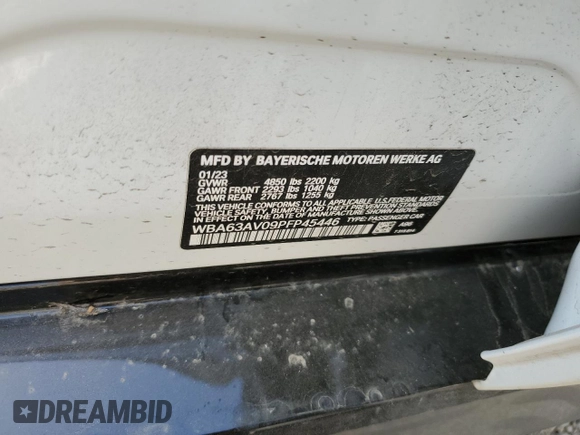 MFD BY BAYERISCHE MOTOREN WERKE AG
01/23
GVWR 4850 lbs 2200 kg
GAWR FRONT 2293 lbs 1040 kg
GAWR REAR 2767 lbs 1255 kg
THIS VEHICLE CONFORMS TO ALL APPLICABLE U.S. FEDERAL MOTOR
VEHICLE SAFETY, BUMPER, AND THEFT PREVENTION STANDARDS
IN EFFECT ON THE DATE OF MANUFACTURE SHOWN ABOVE.
WBA63AV09PFP45446 TYPE: PASSENGER CAR
DREAMBID